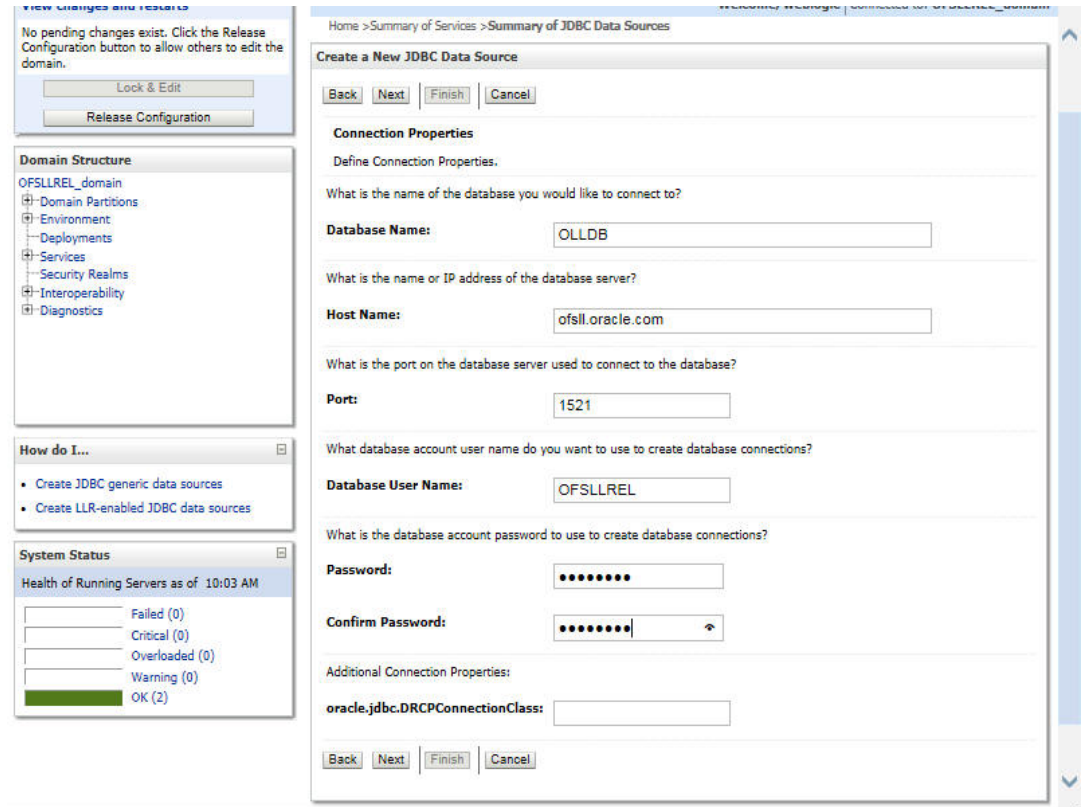 View changes and restarts
No pending changes exist. Click the Release
Configuration button to allow others to edit the
domain.
Lock & Edit
Release Configuration
Domain Structure
OFSLLREL_domain
Domain Partitions
Environment
Deployments
Services
Security Realms
Interoperability
Diagnostics
How do I...
Create JDBC generic data sources
Create LLR-enabled JDBC data sources
System Status
Health of Running Servers as of 10:03 AM
Failed (0)
Critical (0)
Overloaded (0)
Warning (0)
OK (2)
Welcome, weblogic Connected to: OFSLLREL_domain
Home >Summary of Services >Summary of JDBC Data Sources
Create a New JDBC Data Source
Back Next Finish Cancel
Connection Properties
Define Connection Properties.
What is the name of the database you would like to connect to?
Database Name: OLLDB
What is the name or IP address of the database server?
Host Name: ofsll.oracle.com
What is the port on the database server used to connect to the database?
Port: 1521
What database account user name do you want to use to create database connections?
Database User Name: OFSLLREL
What is the database account password to use to create database connections?
Password: ●●●●●●●●
Confirm Password: ●●●●●●●●
Additional Connection Properties:
oracle.jdbc.DRCPConnectionClass:
Back Next Finish Cancel